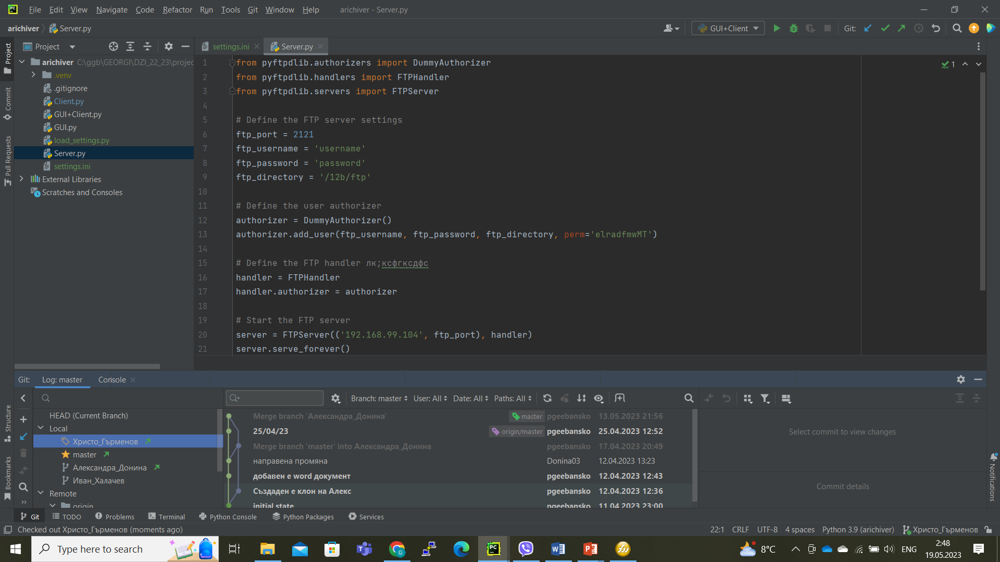 File Edit View Navigate Code Refactor Run Tools Git Window Help arichiver - Server.py
arichiver Server.py GUI+Client Git:
Project settings.ini Server.py
Project
Commit
Pull Requests
Structure
Bookmarks
Notifications
arichiver C:\ggb\GEORGI\DZI_22_23\projec
.venv
.gitignore
Client.py
GUI+Client.py
GUI.py
load_settings.py
Server.py
settings.ini
External Libraries
Scratches and Consoles
1 from pyftpdlib.authorizers import DummyAuthorizer
2 from pyftpdlib.handlers import FTPHandler
3 from pyftpdlib.servers import FTPServer
4
5 # Define the FTP server settings
6 ftp_port = 2121
7 ftp_username = 'username'
8 ftp_password = 'password'
9 ftp_directory = '/12b/ftp'
10
11 # Define the user authorizer
12 authorizer = DummyAuthorizer()
13 authorizer.add_user(ftp_username, ftp_password, ftp_directory, perm='elradfmwMT')
14
15 # Define the FTP handler лк;ксфгксдфс
16 handler = FTPHandler
17 handler.authorizer = authorizer
18
19 # Start the FTP server
20 server = FTPServer(('192.168.99.104', ftp_port), handler)
21 server.serve_forever()
1
Git: Log: master Console
Branch: master User: All Date: All Paths: All
HEAD (Current Branch)
Local
Христо_Гърменов
master
Александра_Донина
Иван_Халачев
Remote
origin
Merge branch 'Александра_Донина' master pgeebansko 13.05.2023 21:56
25/04/23 origin/master pgeebansko 25.04.2023 12:52
Merge branch 'master' into Александра_Донина pgeebansko 17.04.2023 20:49
направена промяна Donina03 12.04.2023 13:23
добавен е word документ pgeebansko 12.04.2023 12:43
Създаден е клон на Алекс pgeebansko 12.04.2023 12:36
initial state pgeebansko 11.04.2023 23:00
Select commit to view changes
Commit details
Git TODO Problems Terminal Python Console Python Packages Services
Checked out Христо_Гърменов (moments ago) 22:1 CRLF UTF-8 4 spaces Python 3.9 (arichiver) Христо_Гърменов
Type here to search 8°C ENG 2:48
19.05.2023